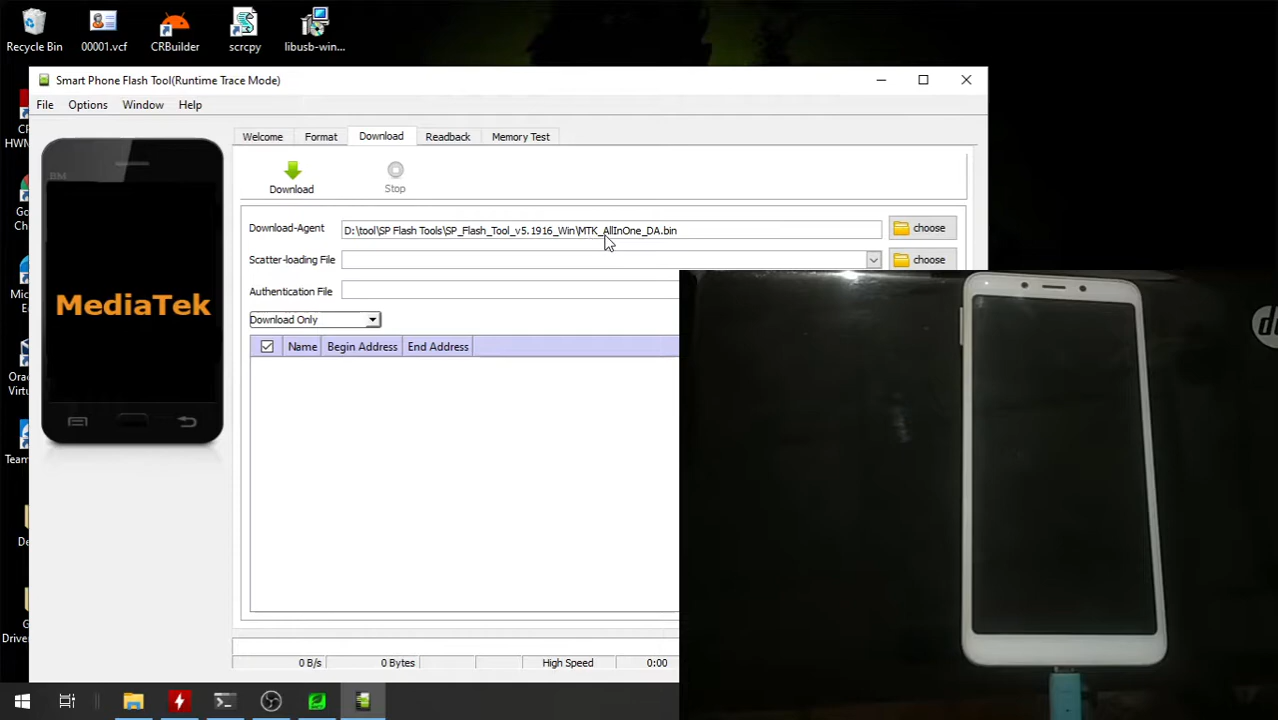 Recycle Bin
00001.vcf
CRBuilder
scrcpy
libusb-win...
Smart Phone Flash Tool(Runtime Trace Mode)
File
Options
Window
Help
Welcome
Format
Download
Readback
Memory Test
BM
Download
Stop
Download-Agent
D:\tool\SP Flash Tools\SP_Flash_Tool_v5.1916_Win\MTK_AllInOne_DA.bin
choose
Scatter-loading File
choose
Authentication File
MediaTek
Download Only
Name
Begin Address
End Address
0 B/s
0 Bytes
High Speed
0:00